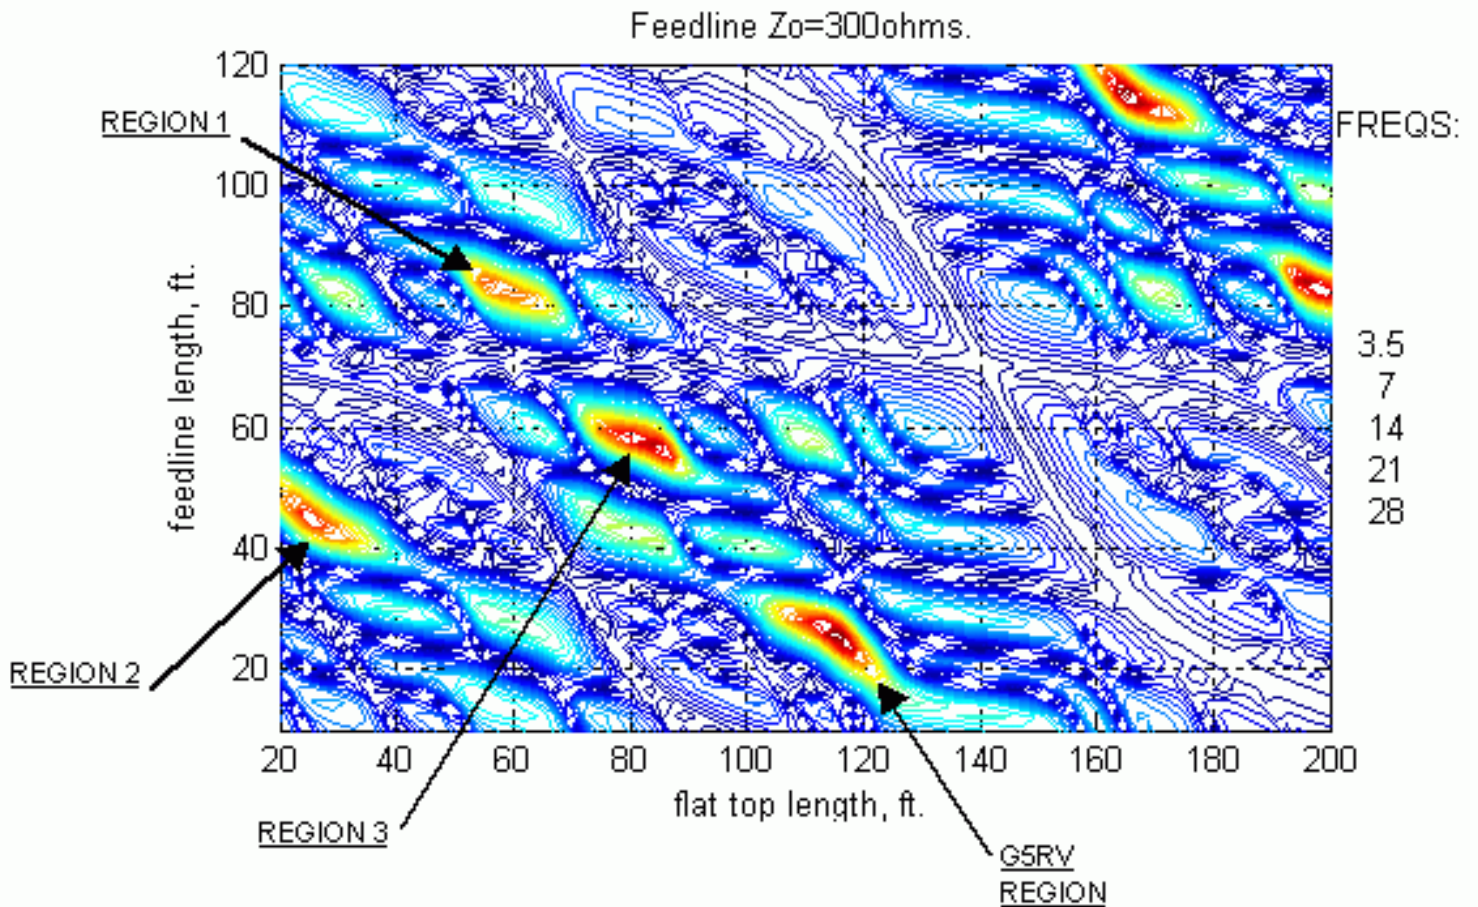 Feedline Zo=300ohms.
120
100
80
60
40
20
feedline length, ft.
20 40 60 80 100 120 140 160 180 200
flat top length, ft.
REGION 1
REGION 2
REGION 3
G5RV
REGION
FREQS:
3.5
7
14
21
28